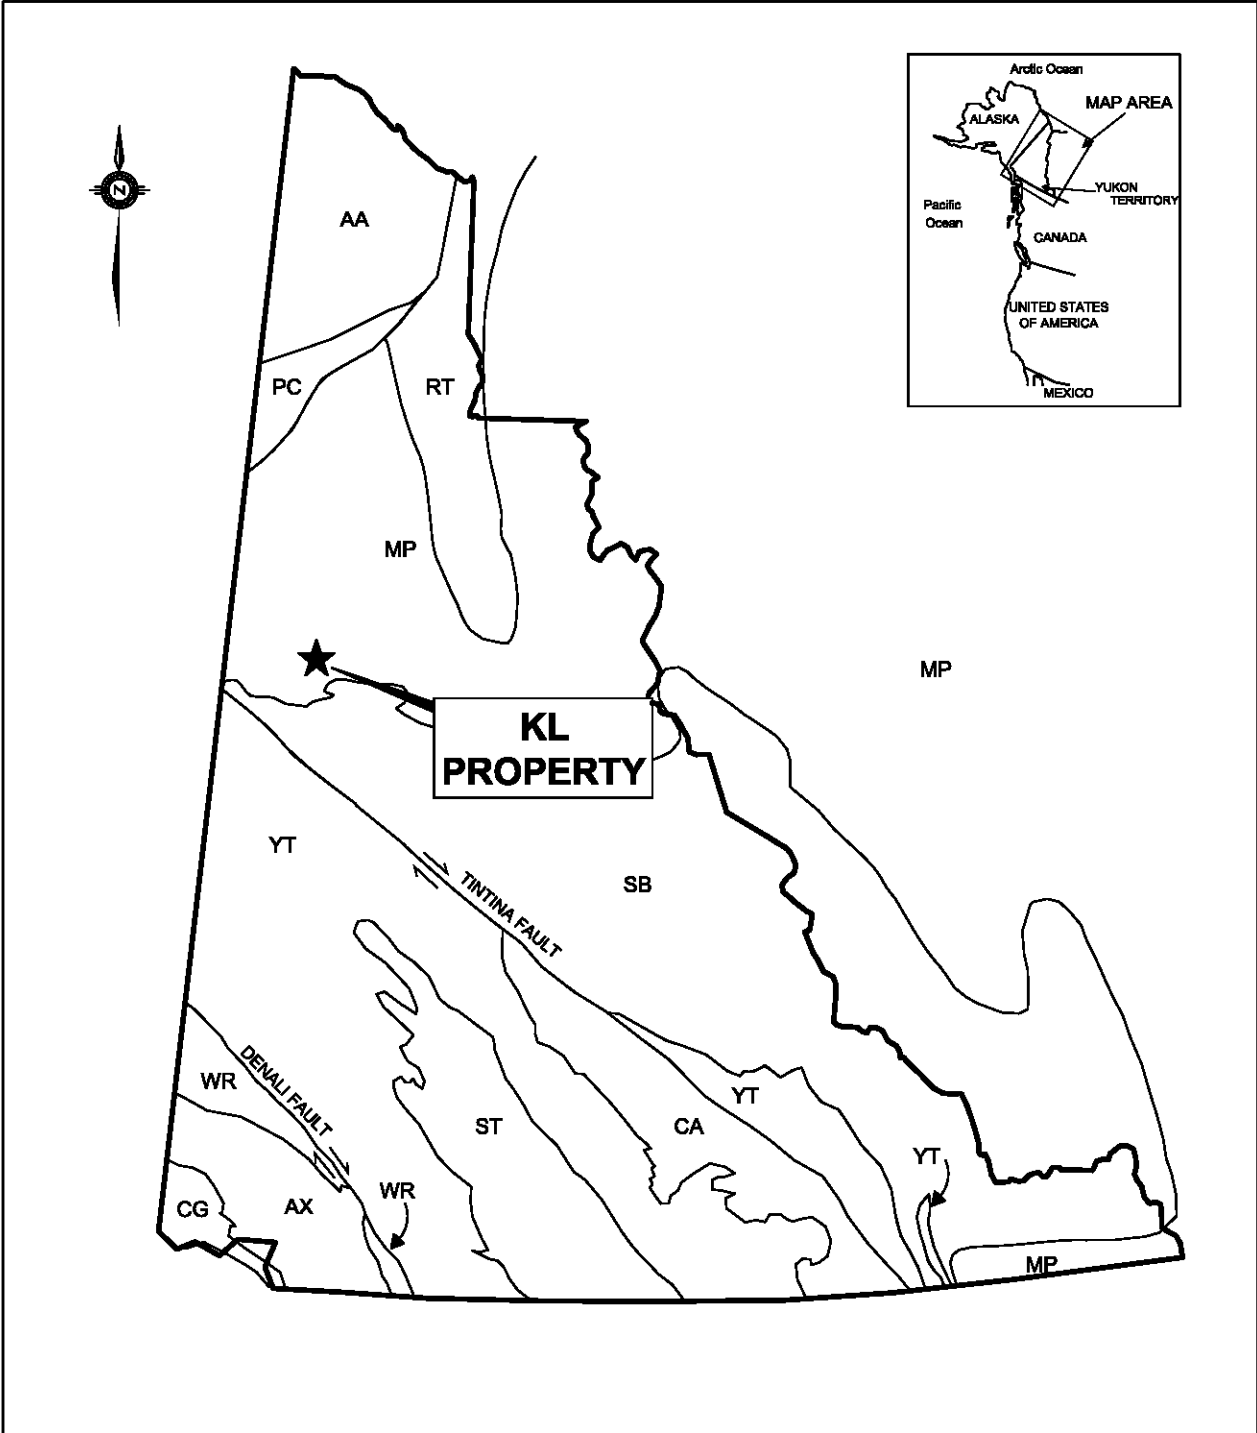 Arctic Ocean
MAP AREA
ALASKA
N
YUKON
TERRITORY
Pacific
Ocean
CANADA
UNITED STATES
OF AMERICA
MEXICO
AA
PC
RT
MP
MP
KL
PROPERTY
YT
SB
TINTINA FAULT
DENALI FAULT
WR
YT
ST
CA
YT
WR
CG
AX
MP